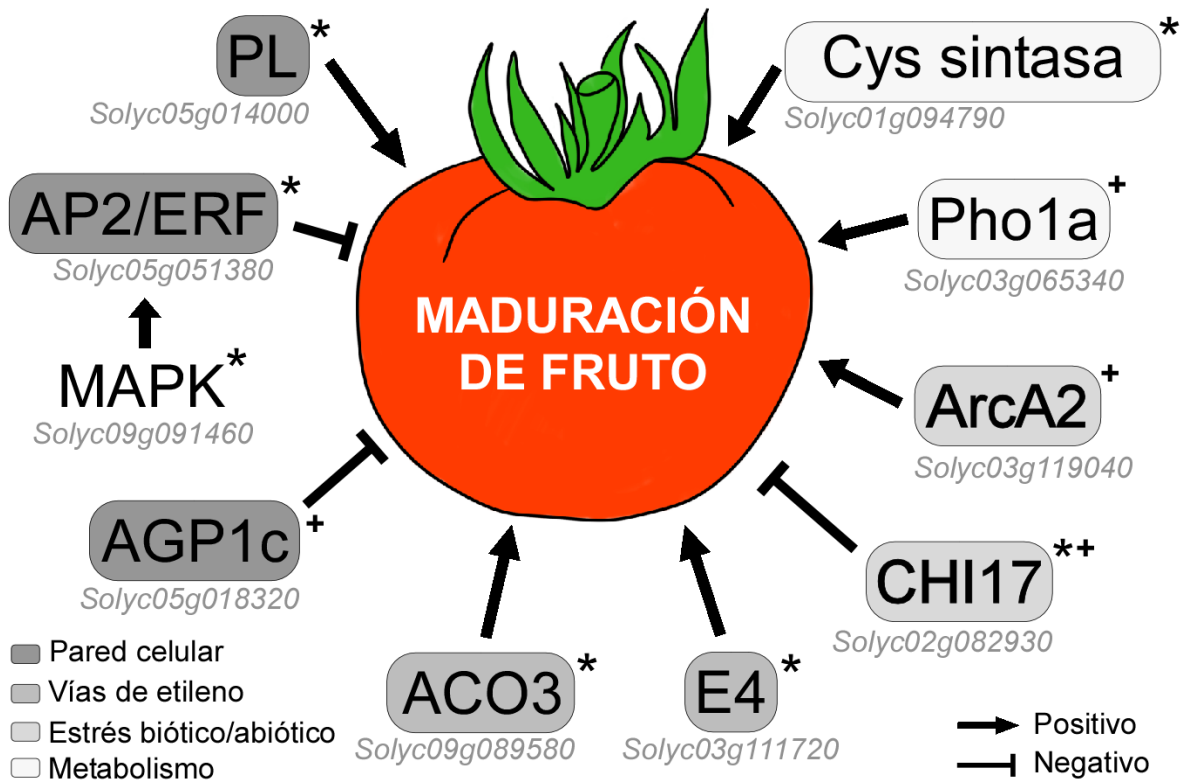 PL*
Solyc05g014000
Cys sintasa*
Solyc01g094790
AP2/ERF*
Solyc05g051380
Pho1a+
Solyc03g065340
MADURACIÓN
DE FRUTO
MAPK*
Solyc09g091460
ArcA2+
Solyc03g119040
AGP1c+
Solyc05g018320
CHI17*+
Solyc02g082930
ACO3*
Solyc09g089580
E4*
Solyc03g111720
Pared celular
Vías de etileno
Estrés biótico/abiótico
Metabolismo
Positivo
Negativo